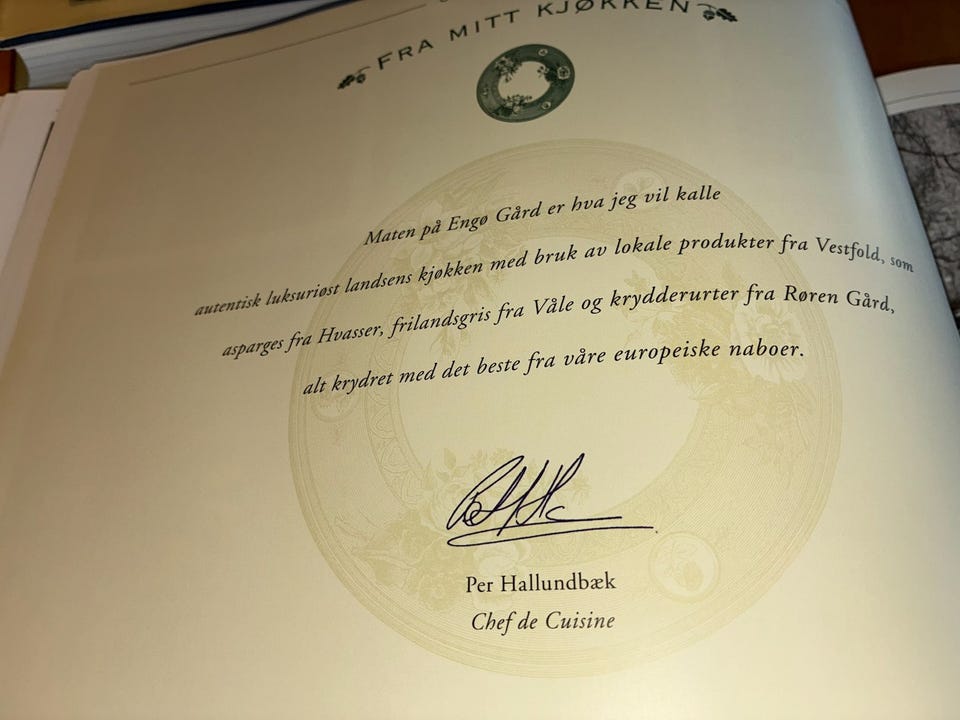 FRA MITT KJØKKEN
Maten på Engø Gård er hva jeg vil kalle
autentisk luksuriøst landsens kjøkken med bruk av lokale produkter fra Vestfold, som
asparges fra Hvasser, frilandsgris fra Våle og krydderurter fra Røren Gård,
alt krydret med det beste fra våre europeiske naboer.
Per Hallundbæk
Chef de Cuisine